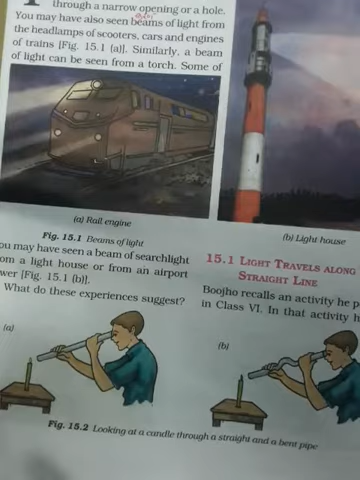 through a narrow opening or a hole.
You may have also seen beams of light from
the headlamps of scooters, cars and engines
of trains [Fig. 15.1 (a)]. Similarly, a beam
of light can be seen from a torch. Some of
(a) Rail engine
Fig. 15.1 Beams of light
(b) Light house
ou may have seen a beam of searchlight
om a light house or from an airport
wer [Fig. 15.1 (b)].
What do these experiences suggest?
15.1 LIGHT TRAVELS ALONG
STRAIGHT LINE
Boojho recalls an activity he p
in Class VI. In that activity h
(a)
(b)
Fig. 15.2 Looking at a candle through a straight and a bent pipe